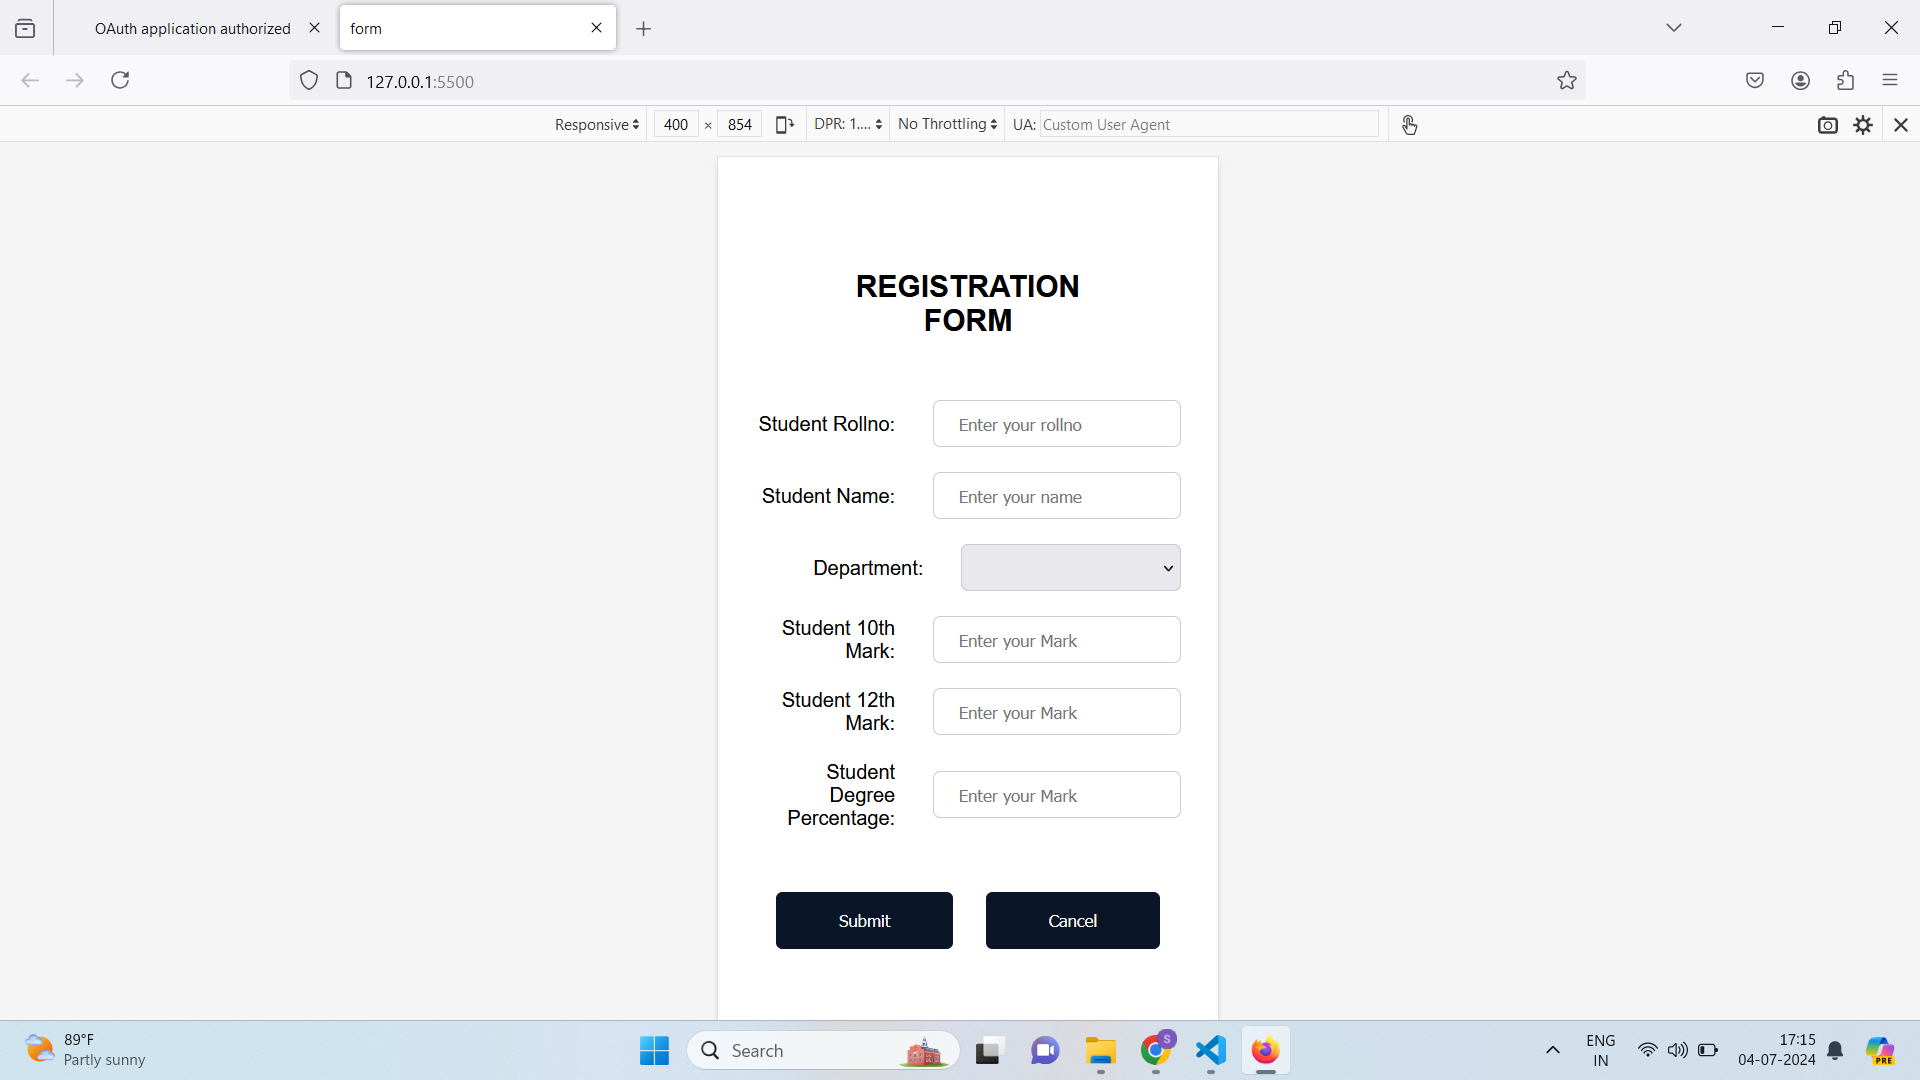 OAuth application authorized
form
127.0.0.1:5500
Responsive 400 × 854 DPR: 1.... No Throttling UA: Custom User Agent
REGISTRATION
FORM
Student Rollno: Enter your rollno
Student Name: Enter your name
Department:
Student 10th
Mark:
Enter your Mark
Student 12th
Mark:
Enter your Mark
Student
Degree
Percentage:
Enter your Mark
Submit Cancel
89°F
Partly sunny
Search
S
ENG
IN
17:15
04-07-2024
PRE